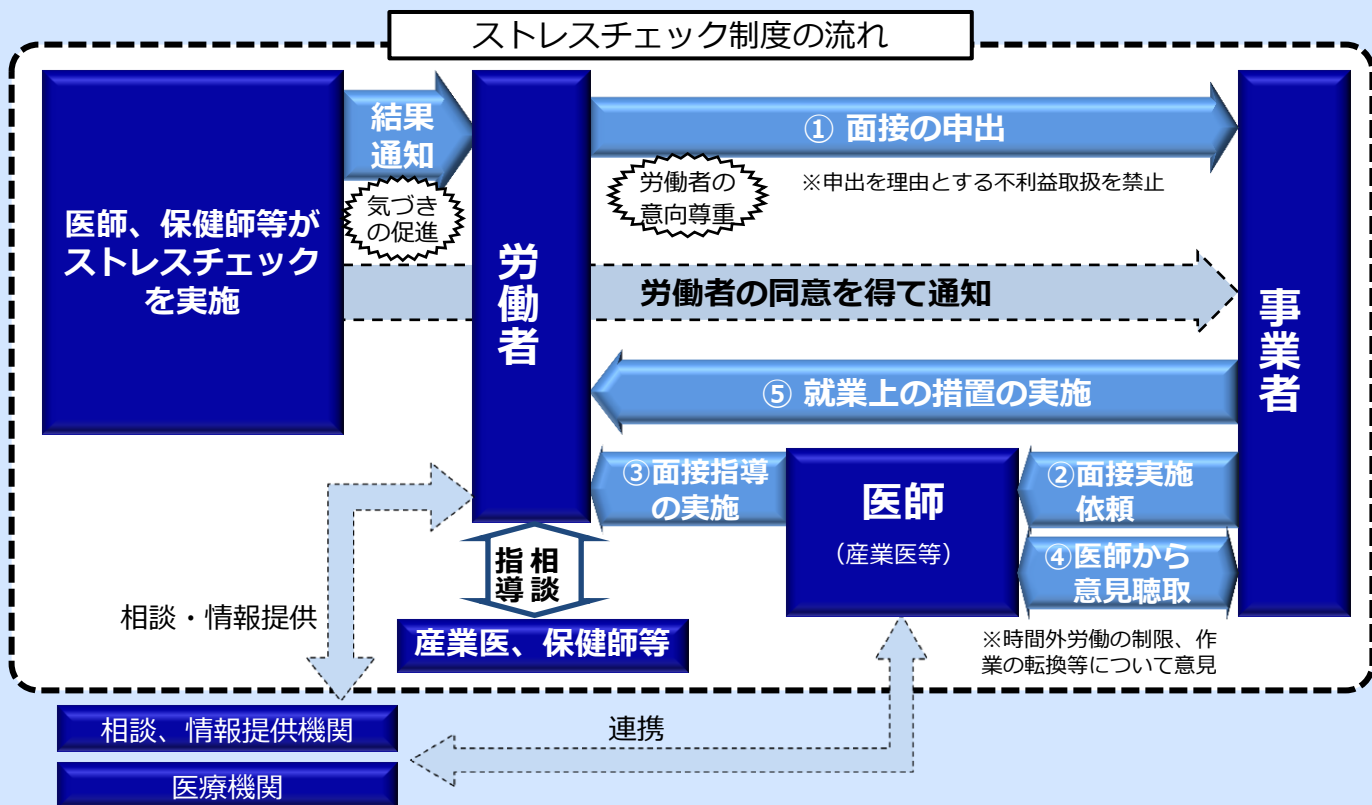 ストレスチェック制度の流れ
医師、保健師等が
ストレスチェック
を実施
結果
通知
気づき
の促進
労働者
① 面接の申出
労働者の
意向尊重
※申出を理由とする不利益取扱を禁止
労働者の同意を得て通知
事業者
⑤ 就業上の措置の実施
③面接指導
の実施
医師
（産業医等）
②面接実施
依頼
④医師から
意見聴取
※時間外労働の制限、作
業の転換等について意見
相談
指導
産業医、保健師等
相談・情報提供
相談、情報提供機関
医療機関
連携